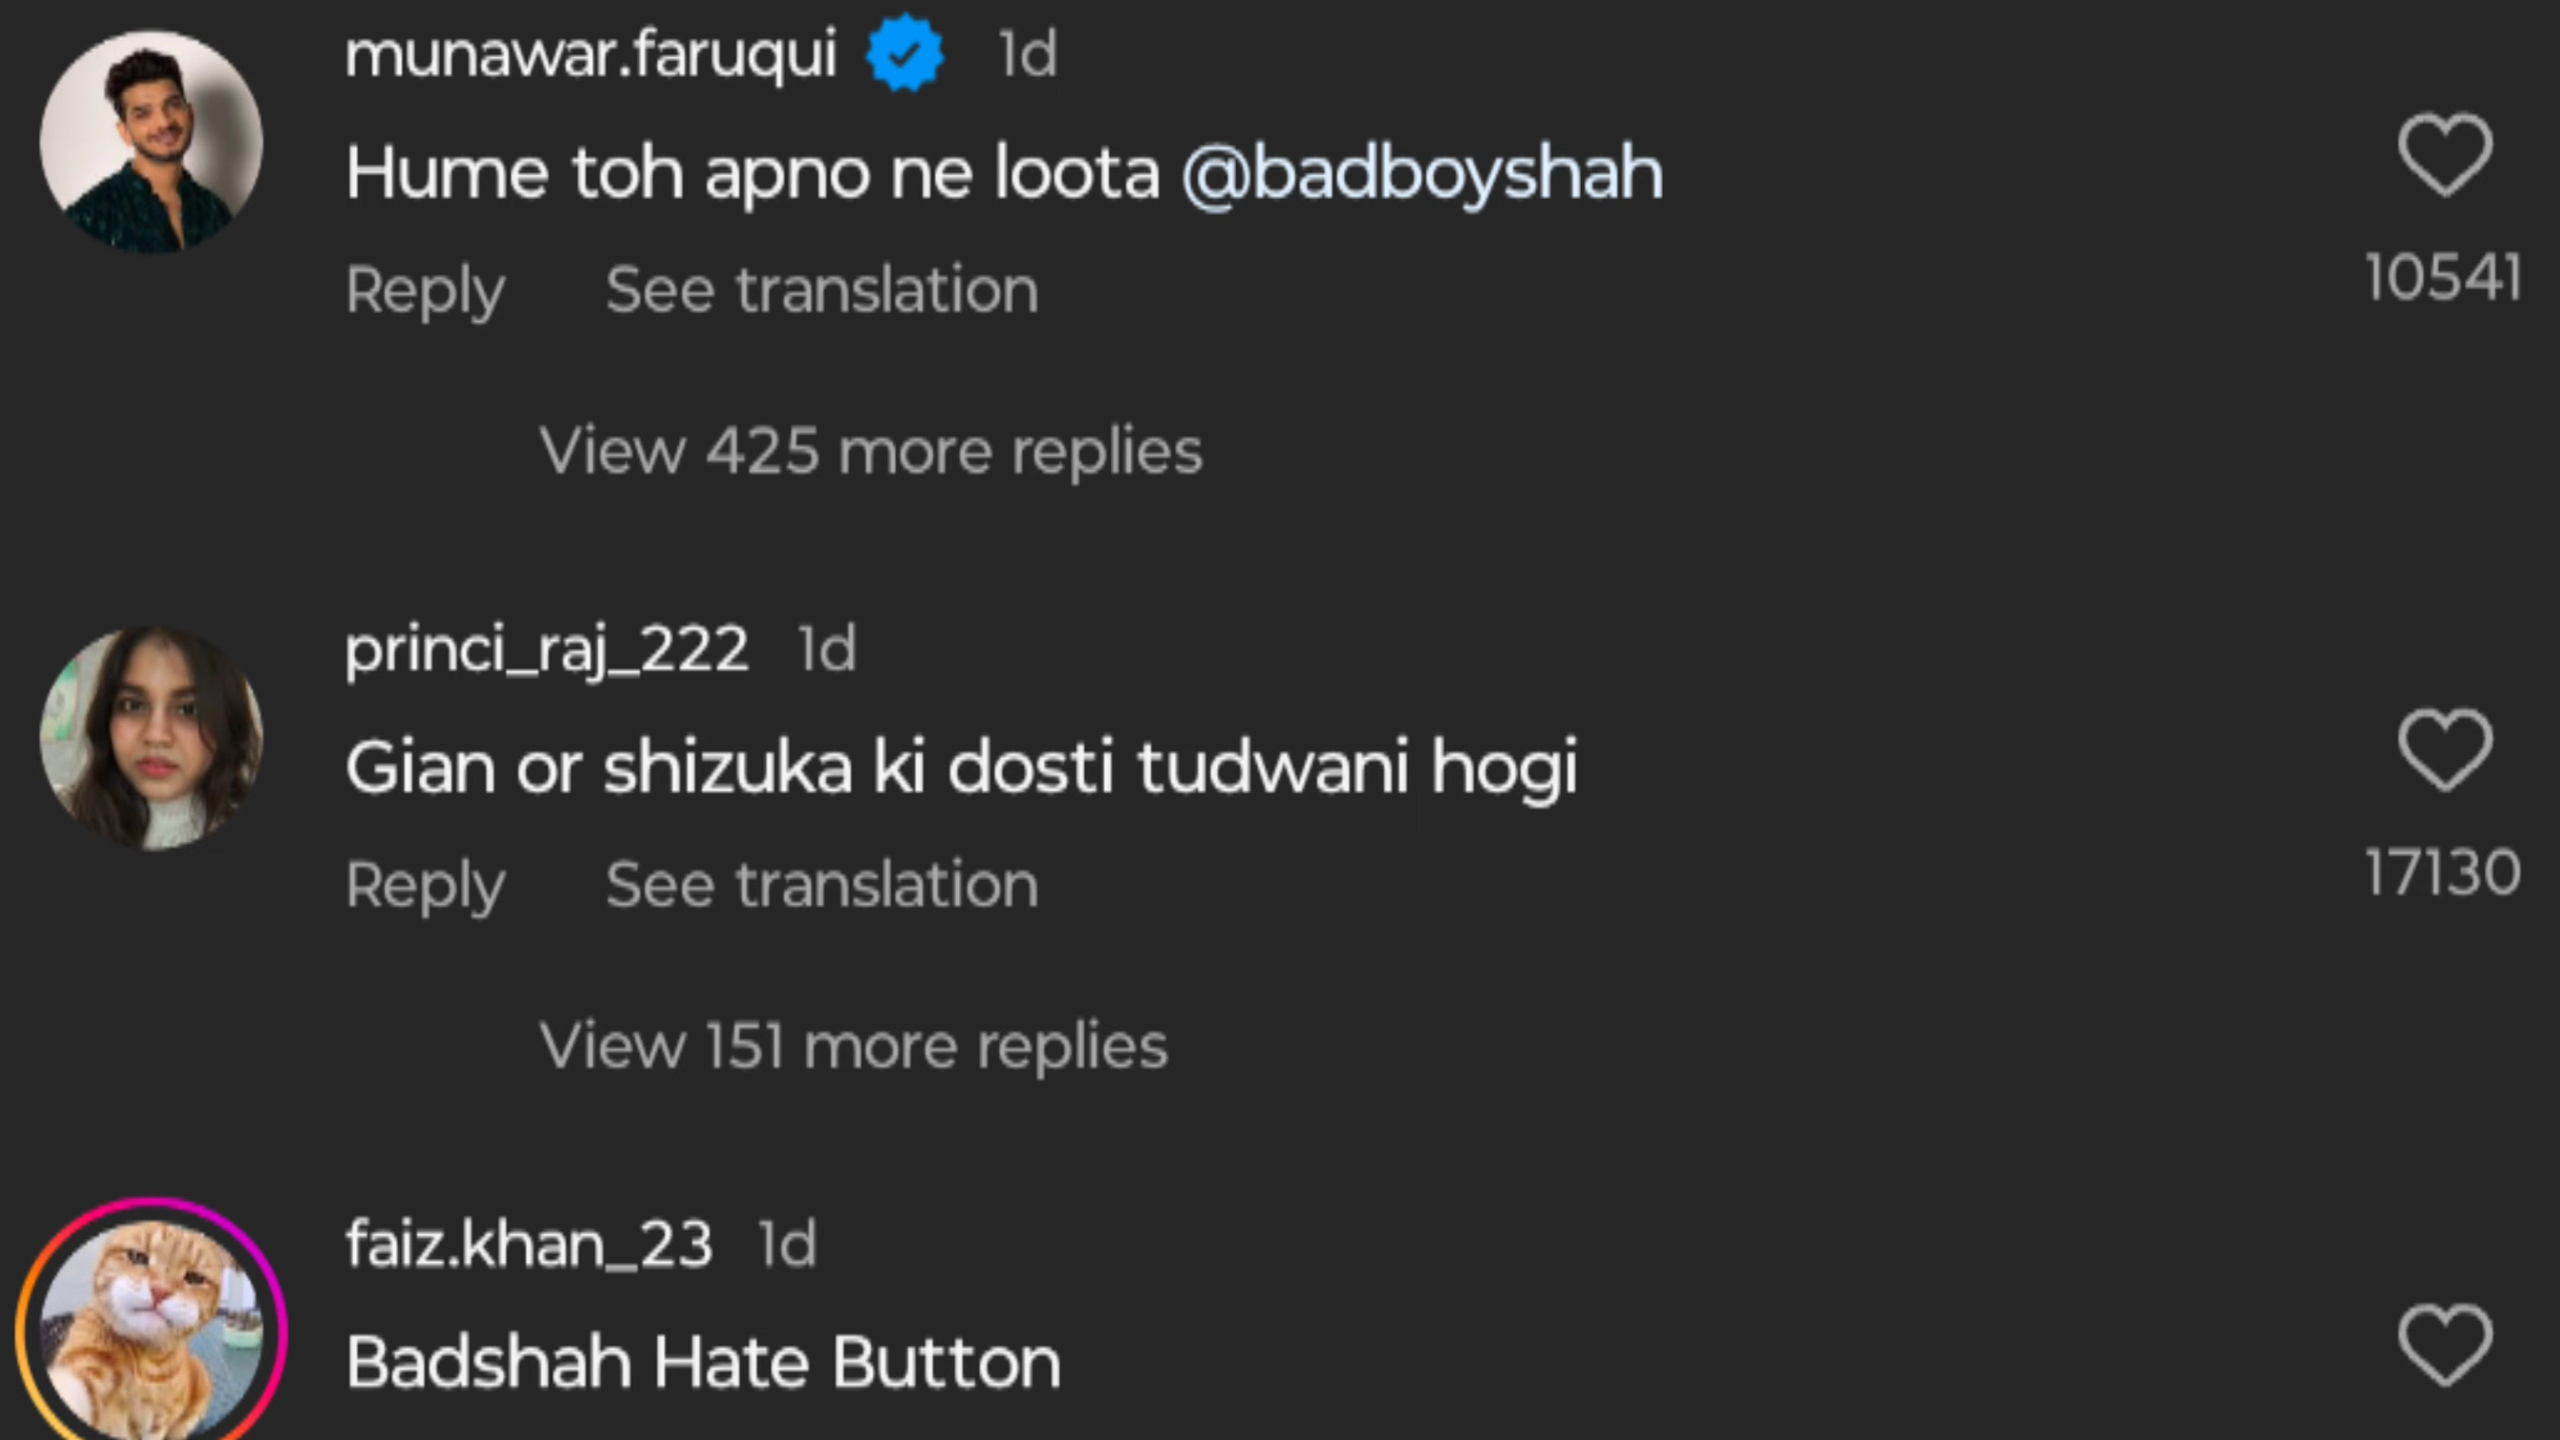 munawar.faruqui 1d
Hume toh apno ne loota @badboyshah
Reply See translation
10541
View 425 more replies
princi_raj_222 1d
Gian or shizuka ki dosti tudwani hogi
Reply See translation
17130
View 151 more replies
faiz.khan_23 1d
Badshah Hate Button